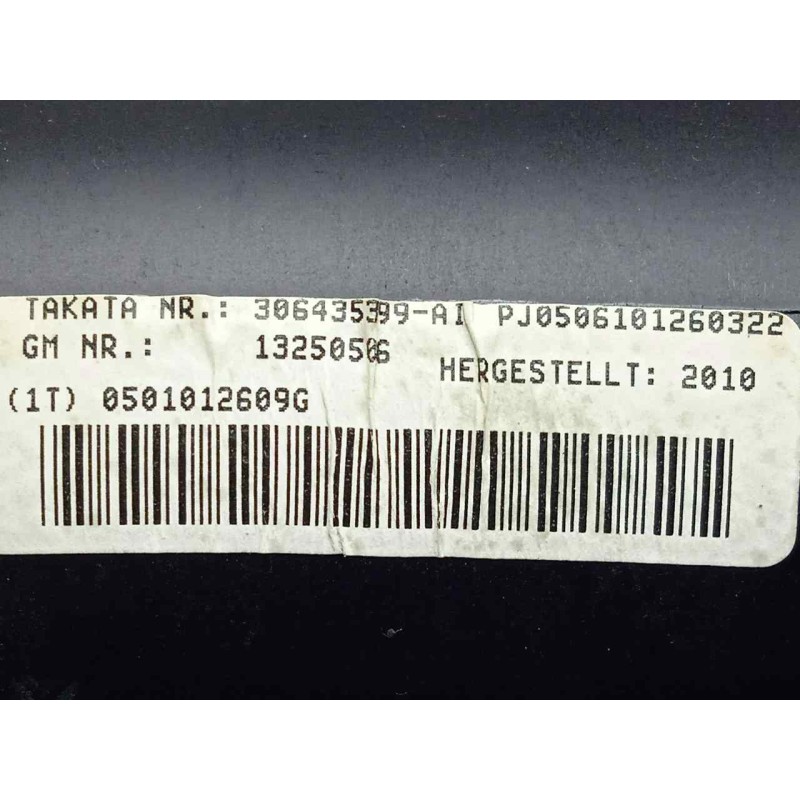 TAKATA NR.: 306435399-AI PJ0506101260322
GM NR.: 13250506 HERGESTELLT: 2010
(1T) 0501012609G